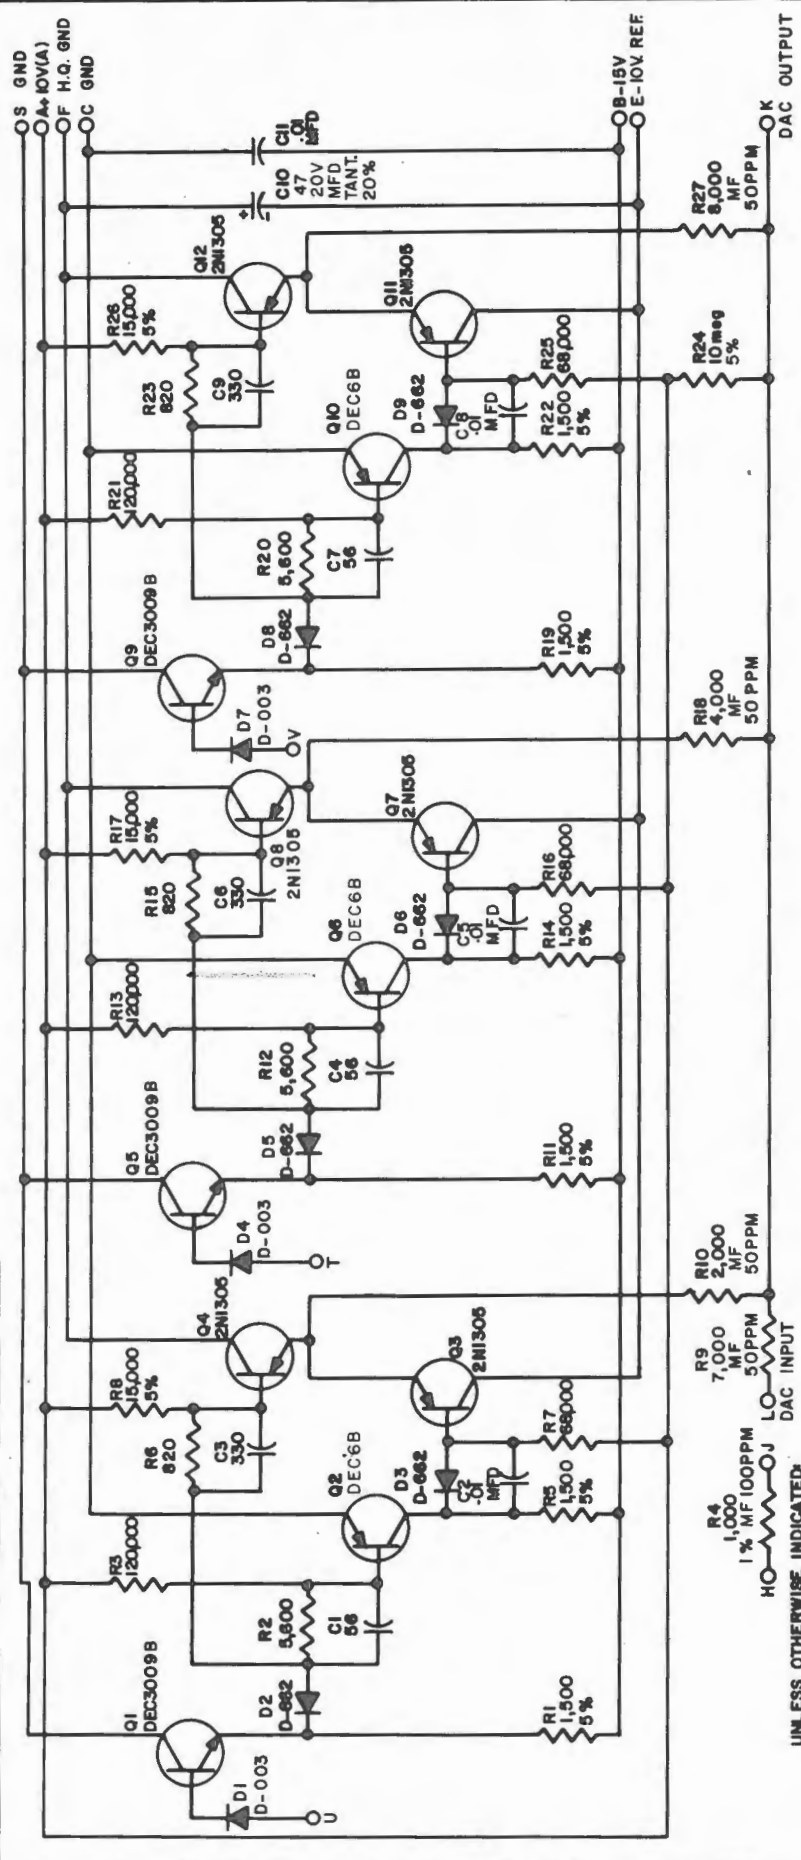 S GND
A+10V(A)
F H.Q. GND
C GND
B-15V
E-10V. REF.
K
DAC OUTPUT
Q1
DEC3009B
D1
D-003
U
D2
D-662
R1
1,500
5%
R2
5,600
C1
56
R3
120,000
Q2
DEC6B
R6
820
C3
330
R8
15,000
5%
Q4
2N1305
D3
D-662
C2
.01
MFD
R5
1,500
5%
R7
68,000
Q3
2N1305
R4
1,000
1% MF 100PPM
H
J
L
DAC INPUT
R9
7,000
MF
50PPM
R10
2,000
MF
50PPM
Q5
DEC3009B
D4
D-003
T
D5
D-662
R11
1,500
5%
R12
5,600
C4
56
R13
120,000
Q6
DEC6B
R15
820
C6
330
R17
15,000
5%
Q8
2N1305
D6
D-662
C5
.01
MFD
R14
1,500
5%
R16
68,000
Q7
2N1305
R18
4,000
MF
50 PPM
Q9
DEC3009B
D7
D-003
V
D8
D-662
R19
1,500
5%
R20
5,600
C7
56
R21
120,000
Q10
DEC6B
R23
820
C9
330
R26
15,000
5%
Q12
2N1305
D9
D-662
C8
.01
MFD
R22
1,500
5%
R25
68,000
Q11
2N1305
R24
10meg
5%
R27
8,000
MF
50PPM
+
-
C10
47
20V
MFD
TANT.
20%
C11
.01
MFD
UNLESS OTHERWISE INDICATED: